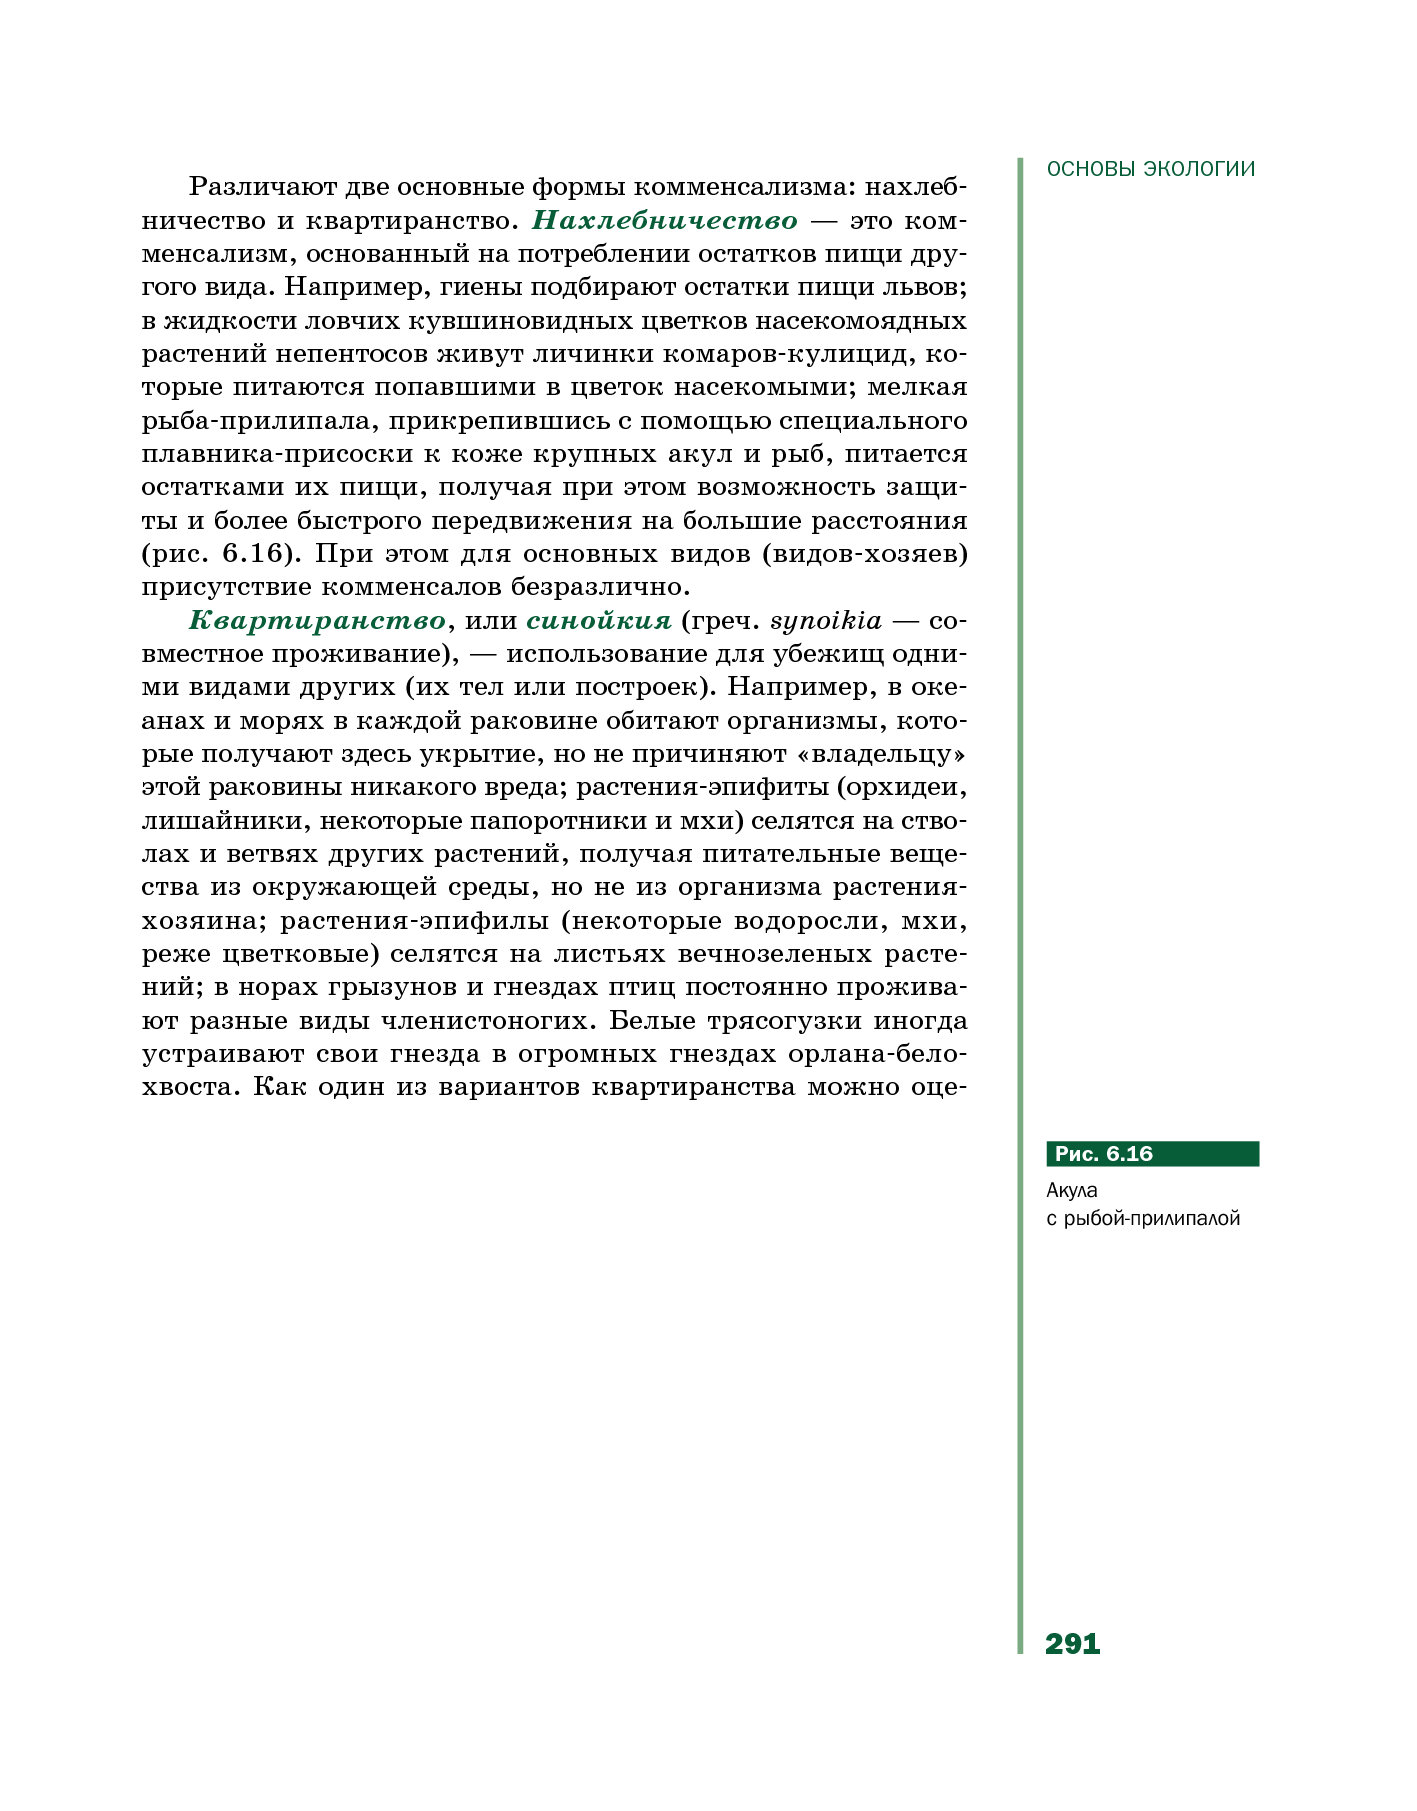 ОСНОВЫ ЭКОЛОГИИ
Различают две основные формы комменсализма: нахлеб-
ничество и квартиранство. Нахлебничество — это ком-
менсализм, основанный на потреблении остатков пищи дру-
гого вида. Например, гиены подбирают остатки пищи львов;
в жидкости ловчих кувшиновидных цветков насекомоядных
растений непентосов живут личинки комаров-кулицид, ко-
торые питаются попавшими в цветок насекомыми; мелкая
рыба-прилипала, прикрепившись с помощью специального
плавника-присоски к коже крупных акул и рыб, питается
остатками их пищи, получая при этом возможность защи-
ты и более быстрого передвижения на большие расстояния
(рис. 6.16). При этом для основных видов (видов-хозяев)
присутствие комменсалов безразлично.
Квартиранство, или синойкия (греч. synoikia — со-
вместное проживание), — использование для убежищ одни-
ми видами других (их тел или построек). Например, в оке-
анах и морях в каждой раковине обитают организмы, кото-
рые получают здесь укрытие, но не причиняют «владельцу»
этой раковины никакого вреда; растения-эпифиты (орхидеи,
лишайники, некоторые папоротники и мхи) селятся на ство-
лах и ветвях других растений, получая питательные веще-
ства из окружающей среды, но не из организма растения-
хозяина; растения-эпифилы (некоторые водоросли, мхи,
реже цветковые) селятся на листьях вечнозеленых расте-
ний; в норах грызунов и гнездах птиц постоянно прожива-
ют разные виды членистоногих. Белые трясогузки иногда
устраивают свои гнезда в огромных гнездах орлана-бело-
хвоста. Как один из вариантов квартиранства можно оце-
Рис. 6.16
Акула
с рыбой-прилипалой
291